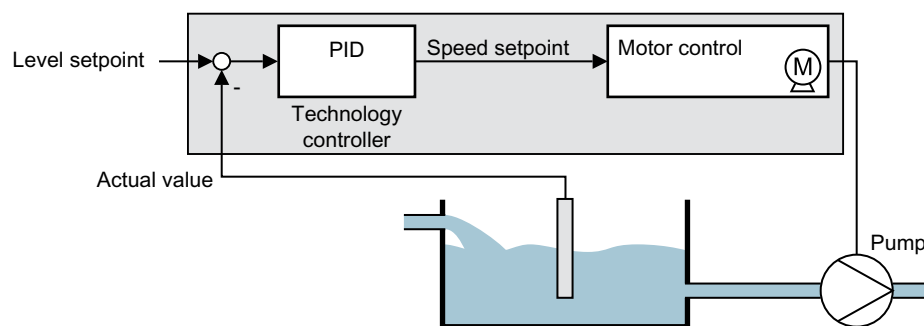 PID
Speed setpoint
Motor control
Level setpoint
M
-
Technology
controller
Actual value
Pump